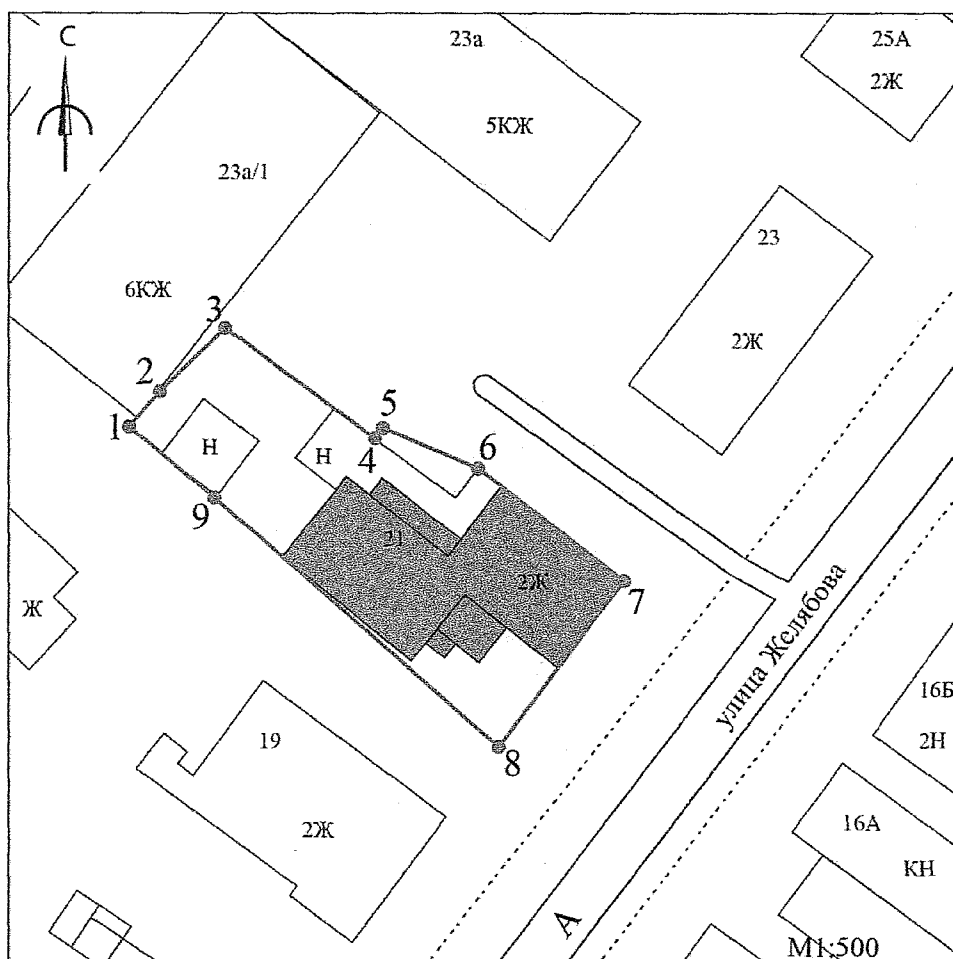 С
23а
25А
2Ж
5КЖ
23а/1
23
6КЖ
3
2Ж
2
5
1
Н
4
Н
6
9
21
2Ж
7
Ж
улица Желябова
16Б
19
8
2Н
2Ж
16А
КН
А
М1:500